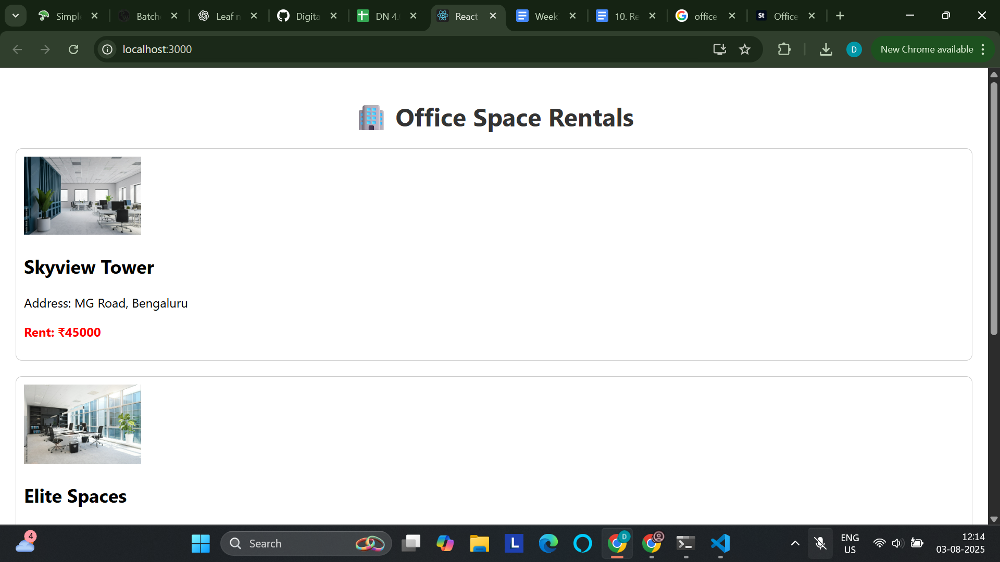 Simple
Batch
Leaf n
Digita
DN 4.
React
Week
10. Re
office
St
Office
localhost:3000
D
New Chrome available
Office Space Rentals
Skyview Tower
Address: MG Road, Bengaluru
Rent: ₹45000
Elite Spaces
4
Search
L
D
ENG
US
12:14
03-08-2025